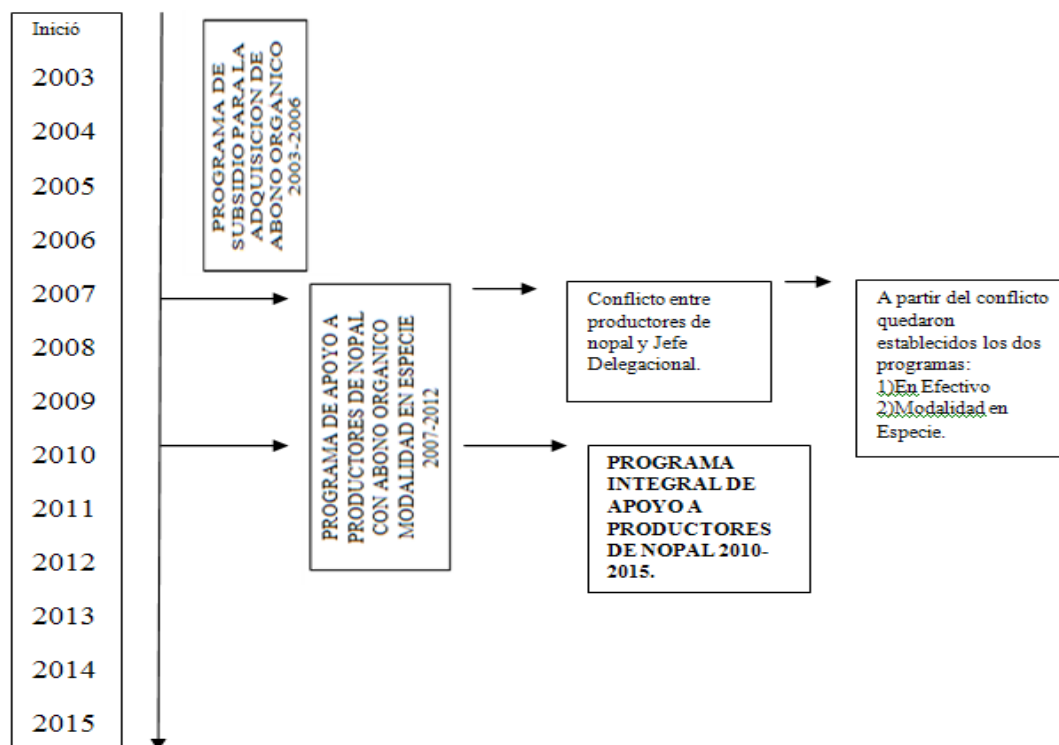 Inició
2003
2004
2005
2006
2007
2008
2009
2010
2011
2012
2013
2014
2015
PROGRAMA DE
SUBSIDIO PARA LA
ADQUISICION DE
ABONO ORGÁNICO
2003-2006
PROGRAMA DE APOYO A
PRODUCTORES DE NOPAL
CON ABONO ORGANICO
MODALIDAD EN ESPECIE
2007-2012
Conflicto entre
productores de
nopal y Jefe
Delegacional.
A partir del conflicto
quedaron
establecidos los dos
programas:
1)En Efectivo
2)Modalidad en
Especie.
PROGRAMA
INTEGRAL DE
APOYO A
PRODUCTORES
DE NOPAL 2010-
2015.